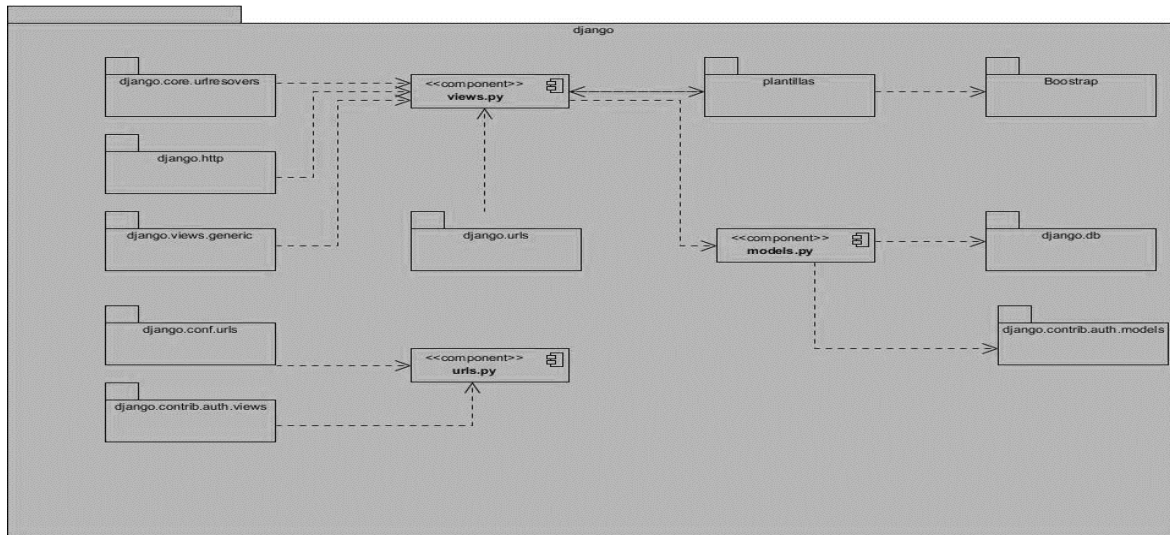 django
django.core.urlresovers
<<component>>
views.py
plantillas
Boostrap
django.http
django.views.generic
django.urls
<<component>>
models.py
django.db
django.conf.urls
<<component>>
urls.py
django.contrib.auth.models
django.contrib.auth.views